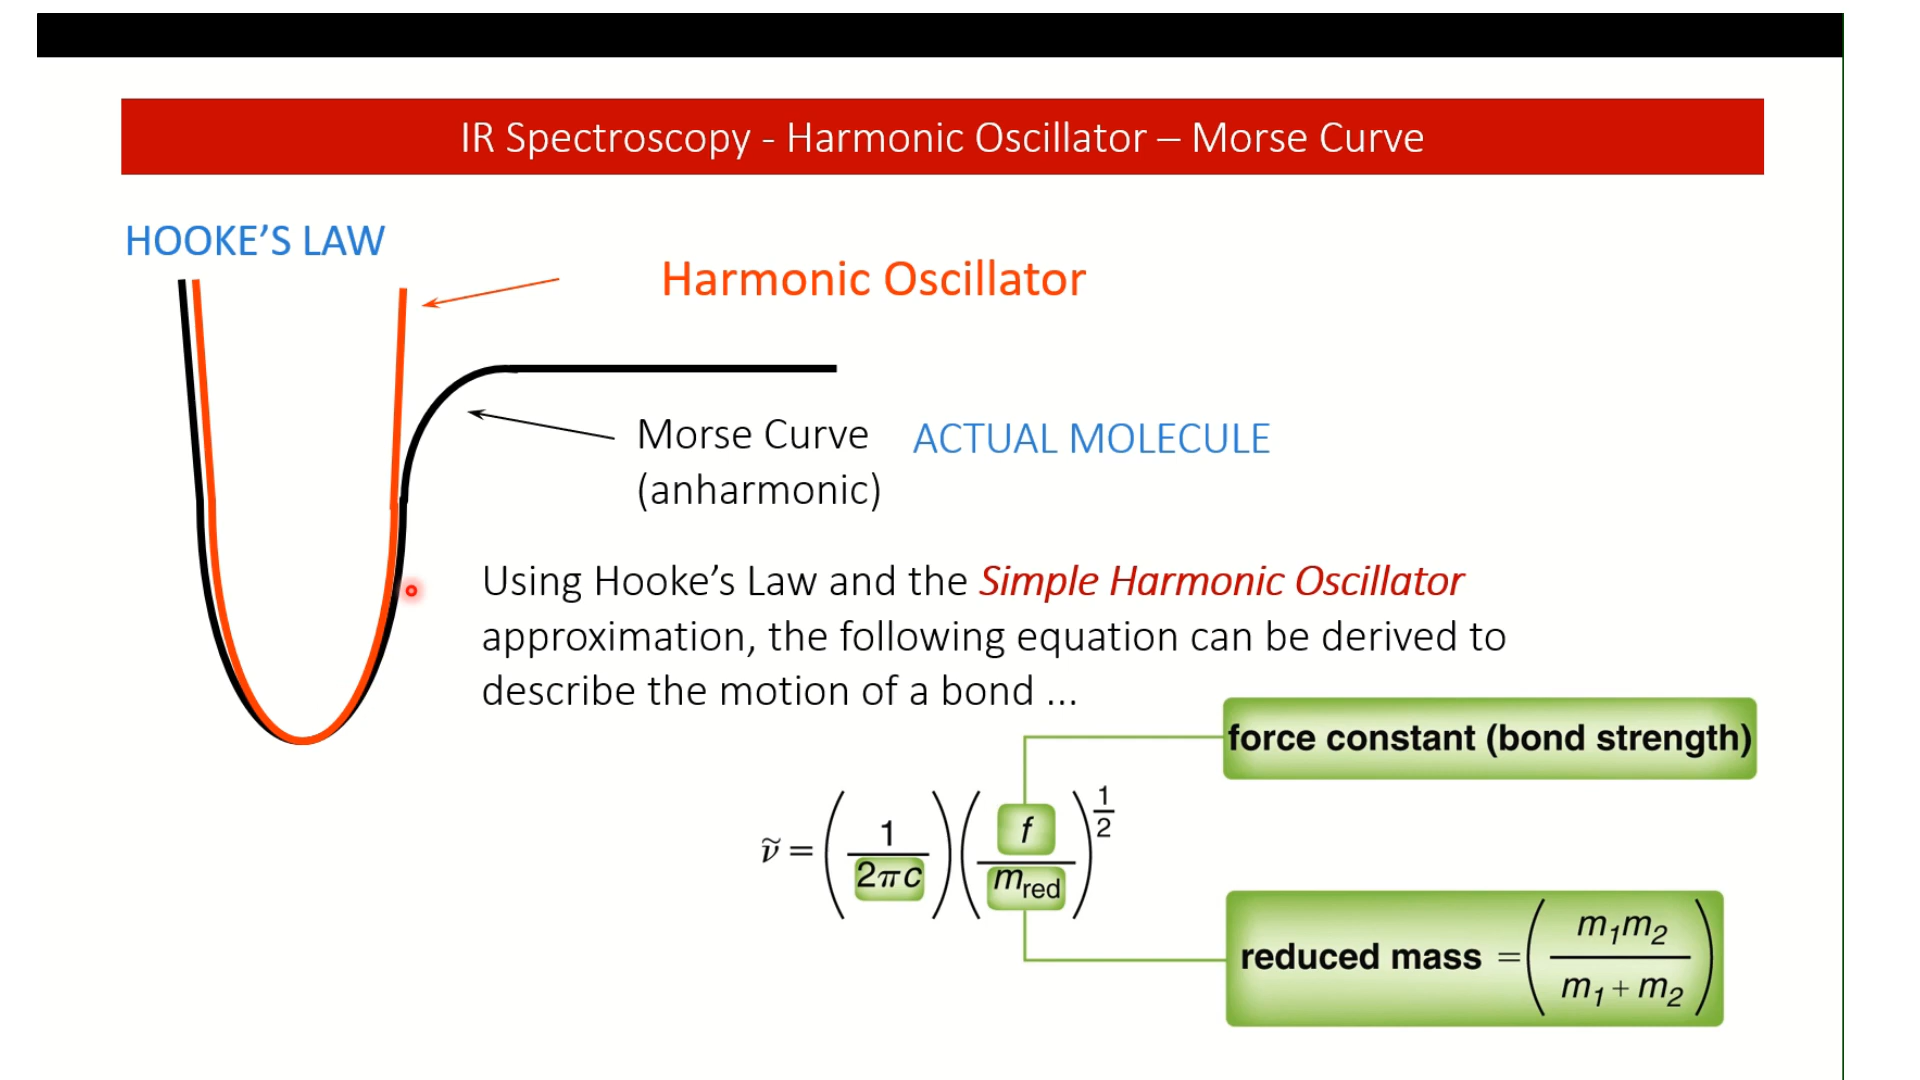 IR Spectroscopy - Harmonic Oscillator – Morse Curve
HOOKE’S LAW
Harmonic Oscillator
Morse Curve ACTUAL MOLECULE
(anharmonic)
Using Hooke’s Law and the Simple Harmonic Oscillator
approximation, the following equation can be derived to
describe the motion of a bond ...
force constant (bond strength)
ν̃ = (1/2πc)(f/m_red)^1/2
reduced mass = (m₁m₂/m₁ + m₂)